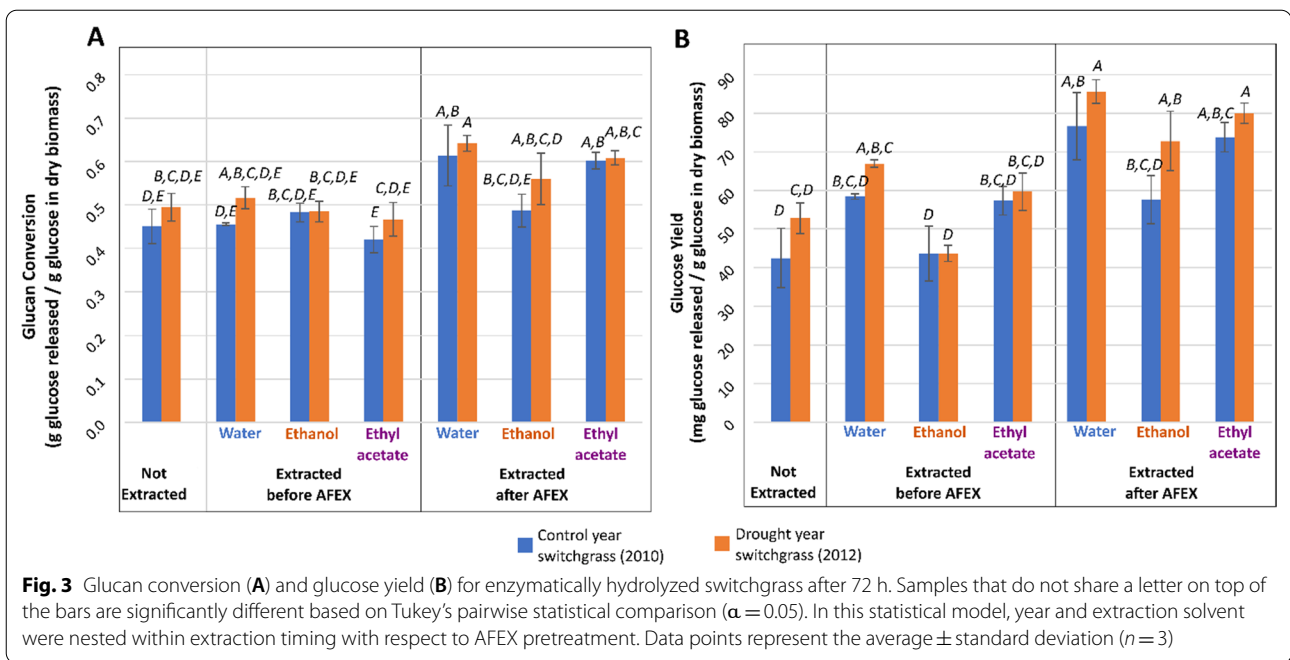 A
Glucan Conversion
(g glucose released / g glucose in dry biomass)
0.8
0.7
0.6
0.5
0.4
0.3
0.2
0.1
0.0
D,E
B,C,D,E
D,E
A,B,C,D,E
B,C,D,E
B,C,D,E
E
C,D,E
A,B
A
B,C,D,E
A,B,C,D
A,B
A,B,C
Water
Ethanol
Ethyl
acetate
Water
Ethanol
Ethyl
acetate
Not
Extracted
Extracted
before AFEX
Extracted
after AFEX
B
Glucose Yield
(mg glucose released / g glucose in dry biomass)
90
80
70
60
50
40
30
20
10
0
D
C,D
B,C,D
A,B,C
D
D
B,C,D
B,C,D
A,B
A
B,C,D
A,B
A,B,C
A
Water
Ethanol
Ethyl
acetate
Water
Ethanol
Ethyl
acetate
Not
Extracted
Extracted
before AFEX
Extracted
after AFEX
Control year
switchgrass (2010)
Drought year
switchgrass (2012)
Fig. 3 Glucan conversion (A) and glucose yield (B) for enzymatically hydrolyzed switchgrass after 72 h. Samples that do not share a letter on top of
the bars are significantly different based on Tukey's pairwise statistical comparison (α = 0.05). In this statistical model, year and extraction solvent
were nested within extraction timing with respect to AFEX pretreatment. Data points represent the average ± standard deviation (n = 3)